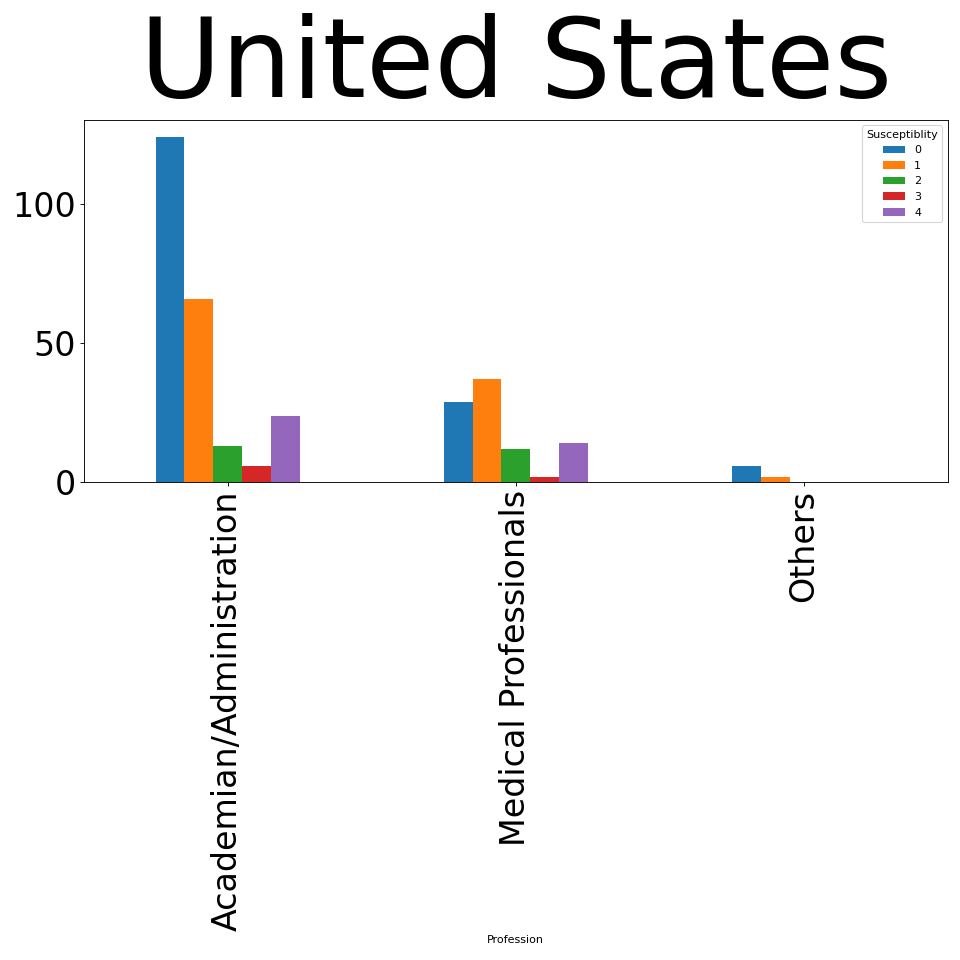 United States
Susceptiblity
0
1
2
3
4
100
50
0
Academian/Administration
Medical Professionals
Others
Profession